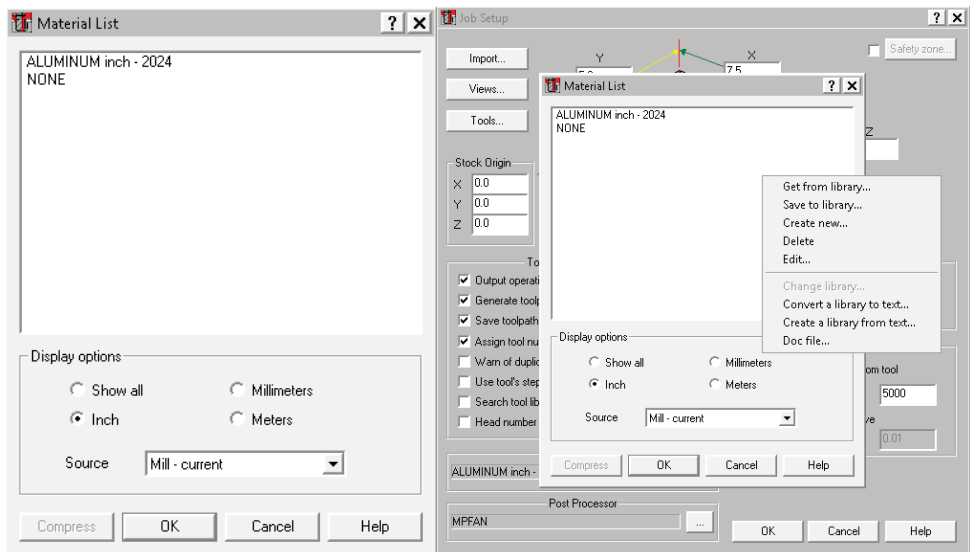 Material List
ALUMINUM inch - 2024
NONE
Display options
Show all
Millimeters
Inch
Meters
Source
Mill - current
Compress
OK
Cancel
Help
Job Setup
Import...
Views...
Tools...
Y
X
7.5
Safety zone...
Z
Stock Origin
X 0.0
Y 0.0
Z 0.0
Output operati
Generate toolp
Save toolpath
Assign tool nu
Warn of duplic
Use tool's step
Search tool lib
Head number
ALUMINUM inch -
Post Processor
MPFAN
...
om tool
5000
0.01
OK
Cancel
Help
Material List
ALUMINUM inch - 2024
NONE
Get from library...
Save to library...
Create new...
Delete
Edit...
Change library...
Convert a library to text...
Create a library from text...
Doc file...
Display options
Show all
Millimeters
Inch
Meters
Source
Mill - current
Compress
OK
Cancel
Help